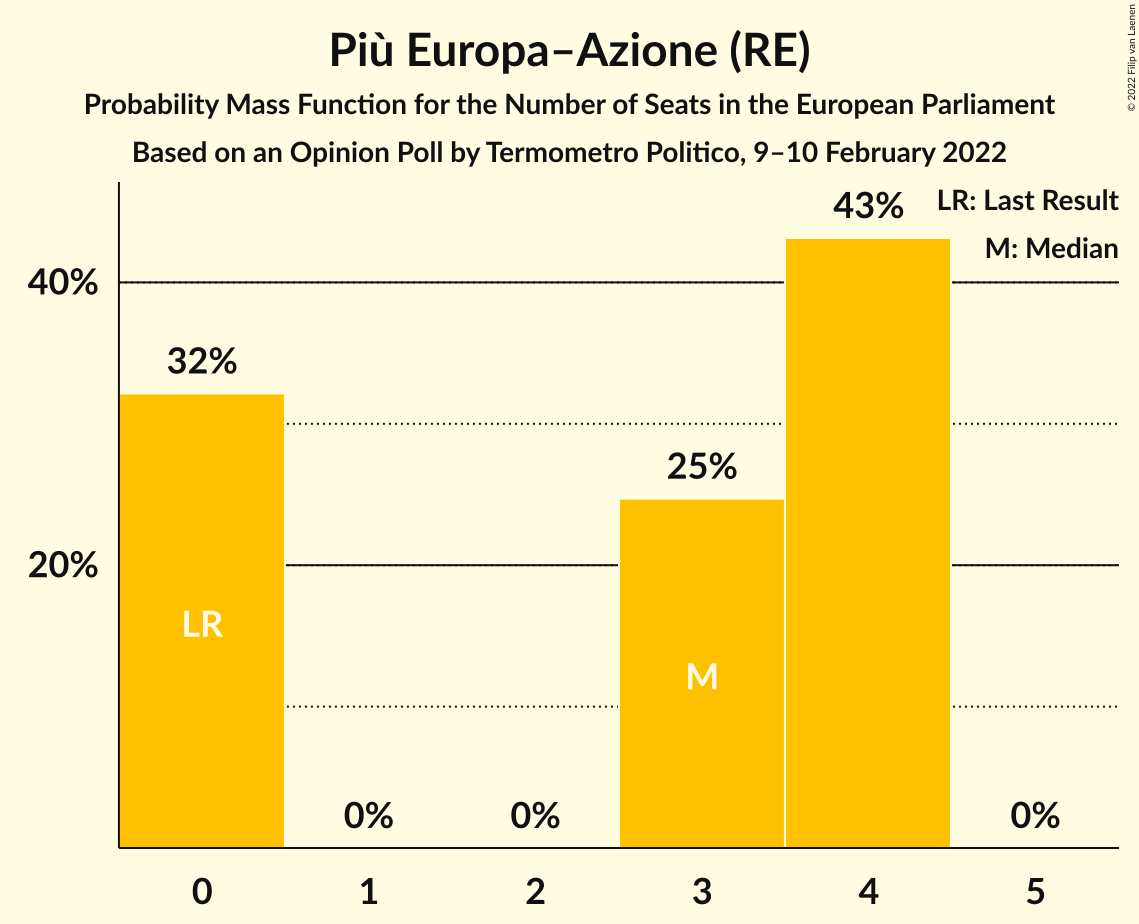 Più Europa–Azione (RE)
Probability Mass Function for the Number of Seats in the European Parliament
Based on an Opinion Poll by Termometro Politico, 9–10 February 2022
© 2022 Filip van Laenen
LR: Last Result
M: Median
43%
40%
32%
25%
20%
LR
M
0%
0%
0%
0
1
2
3
4
5